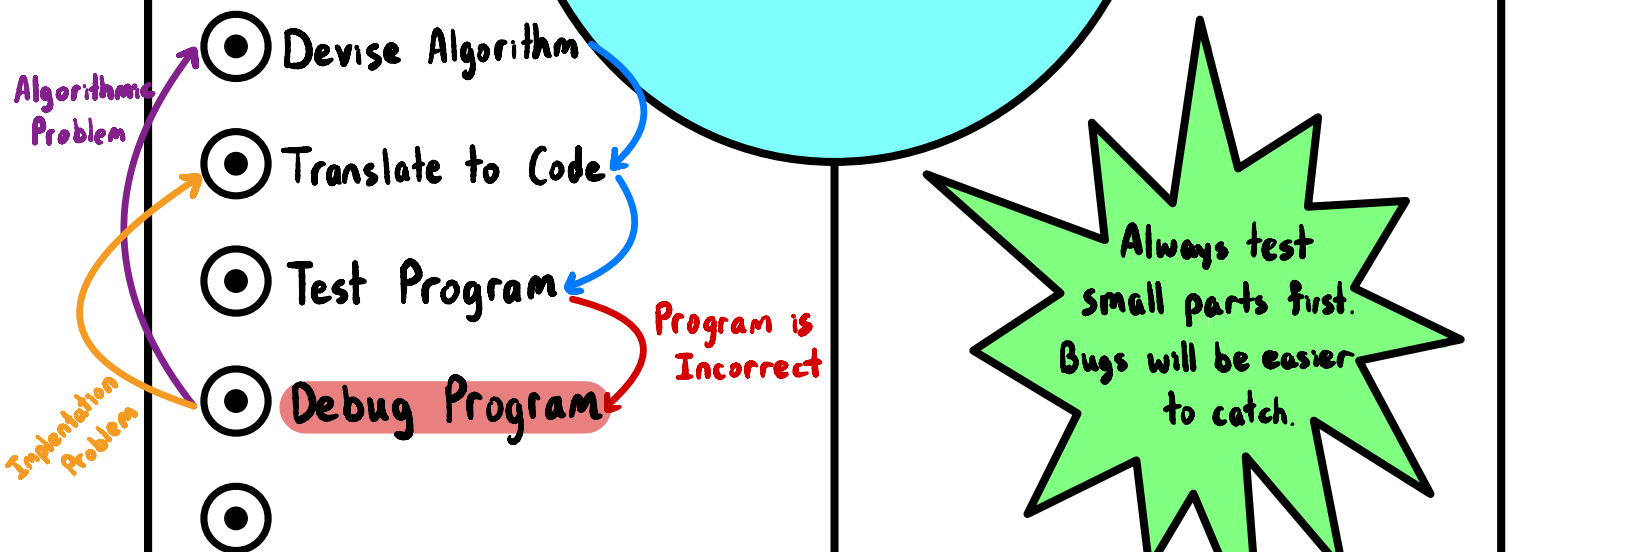 Devise Algorithm
Algorithmic
Problem
Translate to Code
Test Program
Program is
Incorrect
Debug Program
Implentation
Problem
Always test
small parts first.
Bugs will be easier
to catch.